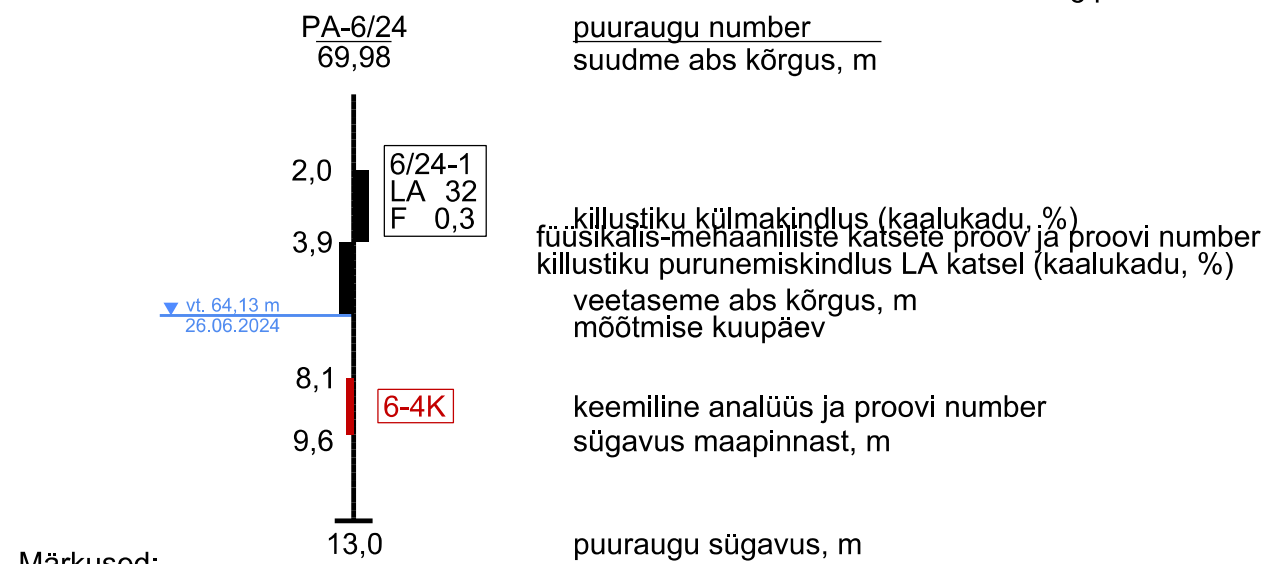 PA-6/24
69,98
puuraugu number
suudme abs kõrgus, m
2,0
6/24-1
LA 32
F 0,3
killustiku külmakindlus (kaalukadu, %)
3,9
füüsikalis-mehaaniliste katsete proov ja proovi number
killustiku purunemiskindlus LA katsel (kaalukadu, %)
vt. 64,13 m
26.06.2024
veetaseme abs kõrgus, m
mõõtmise kuupäev
8,1
6-4K
keemiline analüüs ja proovi number
9,6
sügavus maapinnast, m
13,0
puuraugu sügavus, m
Märkused: